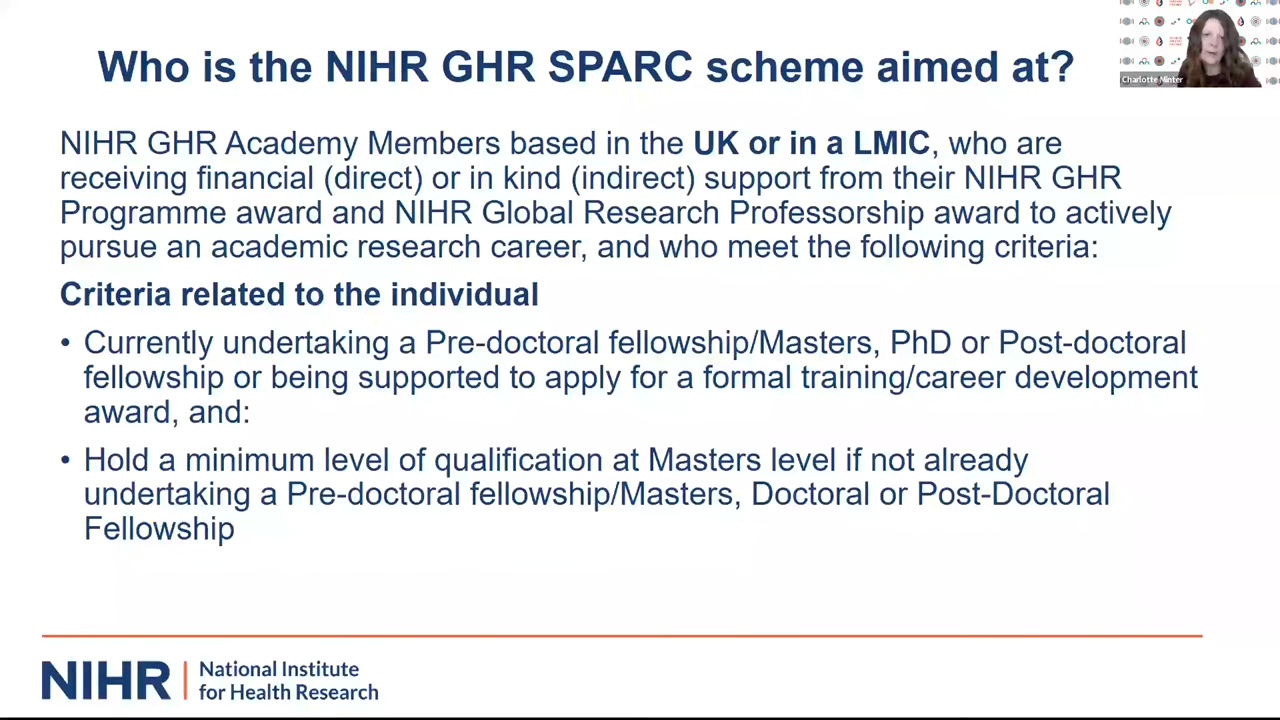 Who is the NIHR GHR SPARC scheme aimed at?
Charlotte Minter
NIHR GHR Academy Members based in the UK or in a LMIC, who are
receiving financial (direct) or in kind (indirect) support from their NIHR GHR
Programme award and NIHR Global Research Professorship award to actively
pursue an academic research career, and who meet the following criteria:
Criteria related to the individual
• Currently undertaking a Pre-doctoral fellowship/Masters, PhD or Post-doctoral
fellowship or being supported to apply for a formal training/career development
award, and:
• Hold a minimum level of qualification at Masters level if not already
undertaking a Pre-doctoral fellowship/Masters, Doctoral or Post-Doctoral
Fellowship
NIHR | National Institute
for Health Research